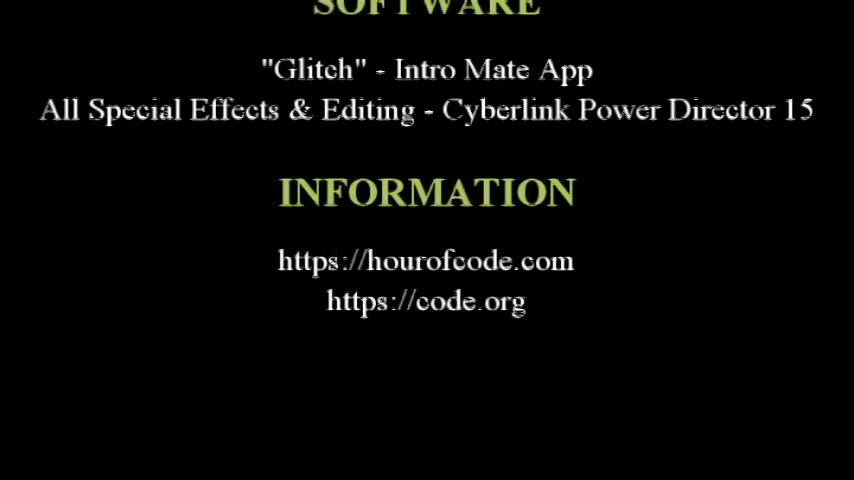 SOFTWARE
"Glitch" - Intro Mate App
All Special Effects & Editing - Cyberlink Power Director 15
INFORMATION
https://hourofcode.com
https://code.org